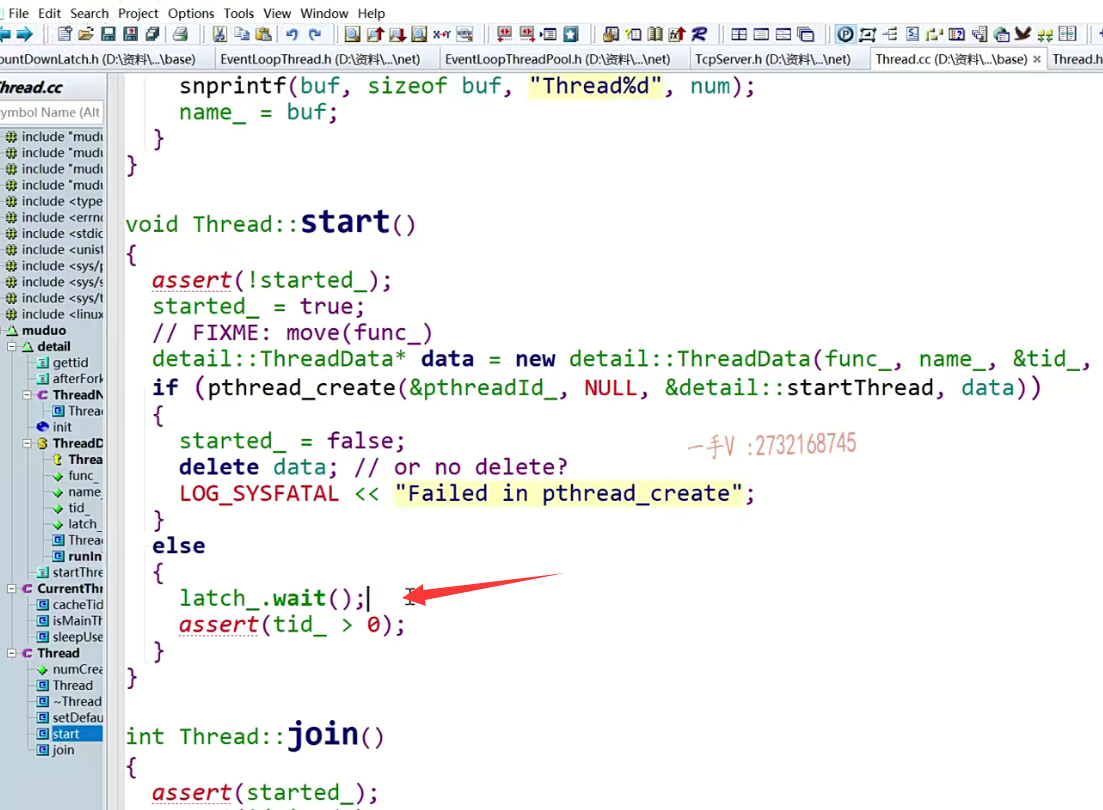 File Edit Search Project Options Tools View Window Help
ountDownLatch.h (D:\资料\...\base) EventLoopThread.h (D:\资料\...\net) EventLoopThreadPool.h (D:\资料\...\net) TcpServer.h (D:\资料\...\net) Thread.cc (D:\资料\...\base) × Thread.h
hread.cc
ymbol Name (Alt
include "mudu
include "mudu
include "mudu
include "mudu
include <type
include <errno
include <stdic
include <unist
include <sys/p
include <sys/s
include <sys/t
include <linux
muduo
detail
gettid
afterFork
ThreadN
Threa
init
ThreadD
Threa
func_
name_
tid_
latch_
Threa
runIn
startThre
CurrentThr
cacheTid
isMainTh
sleepUse
Thread
numCrea
Thread
~Thread
setDefau
start
join
snprintf(buf, sizeof buf, "Thread%d", num);
name_ = buf;
}
}
void Thread::start()
{
assert(!started_);
started_ = true;
// FIXME: move(func_)
detail::ThreadData* data = new detail::ThreadData(func_, name_, &tid_,
if (pthread_create(&pthreadId_, NULL, &detail::startThread, data))
{
started_ = false;
delete data; // or no delete?
LOG_SYSFATAL << "Failed in pthread_create";
}
else
{
latch_.wait();
assert(tid_ > 0);
}
}
int Thread::join()
{
assert(started_);
一手V :2732168745